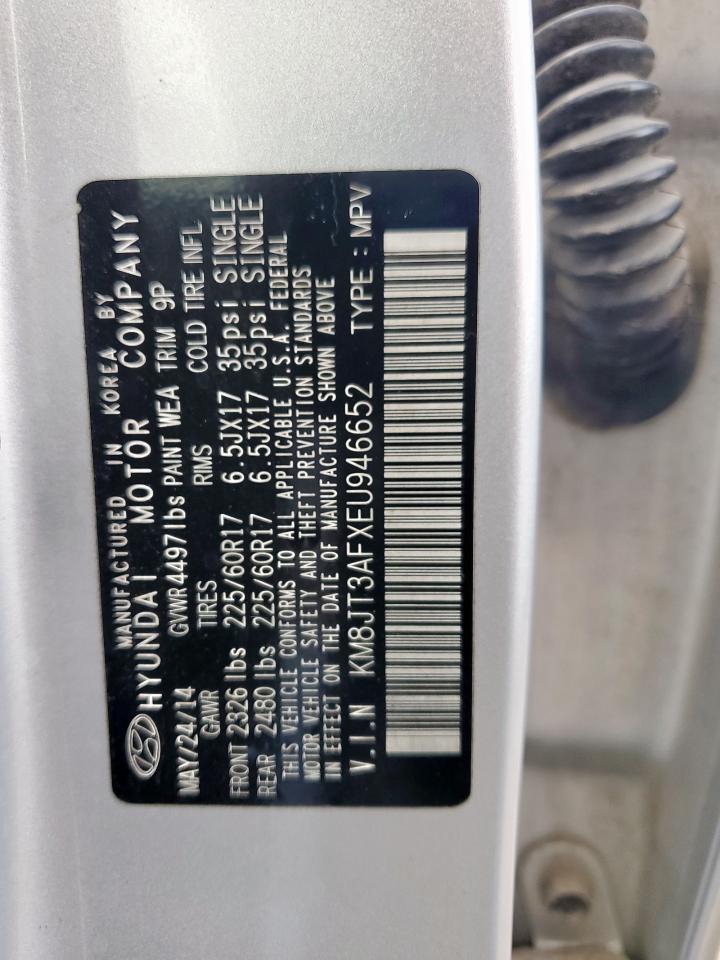 MANUFACTURED IN KOREA BY
HYUNDAI MOTOR COMPANY
MAY/24/14 GVWR 4497lbs PAINT WEA TRIM 9P
GAWR TIRES RIMS COLD TIRE INFL
FRONT 2326 lbs 225/60R17 6.5JX17 35psi SINGLE
REAR 2480 lbs 225/60R17 6.5JX17 35psi SINGLE
THIS VEHICLE CONFORMS TO ALL APPLICABLE U.S.A. FEDERAL
MOTOR VEHICLE SAFETY AND THEFT PREVENTION STANDARDS
IN EFFECT ON THE DATE OF MANUFACTURE SHOWN ABOVE
V.I.N KM8JT3AFXEU946652 TYPE : MPV